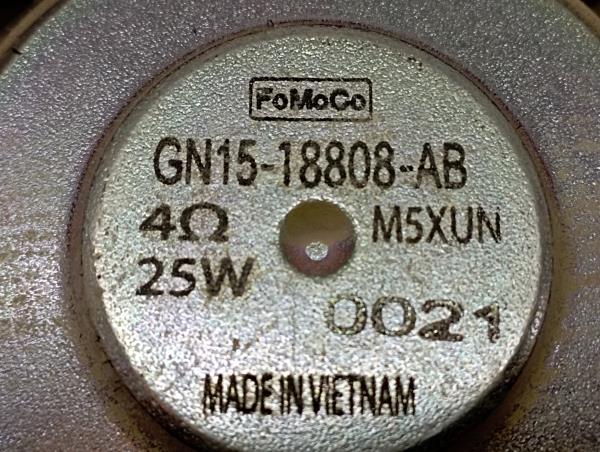 FoMoCo
GN15-18808-AB
4Ω M5XUN
25W
0021
MADE IN VIETNAM